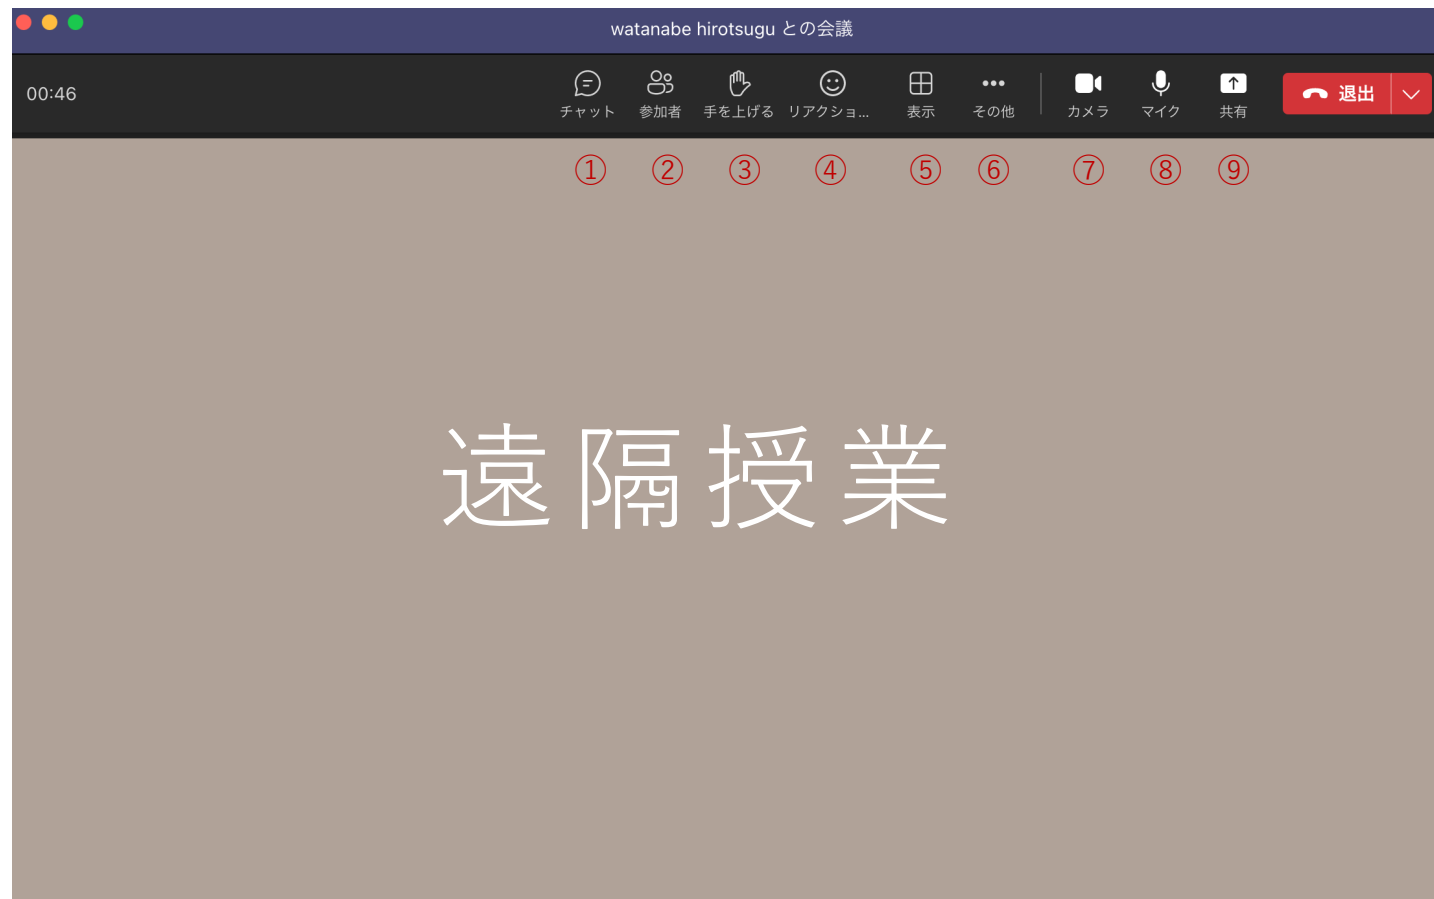 watanabe hirotsugu との会議
00:46
チャット 参加者 手を上げる リアクショ... 表示 その他 カメラ マイク 共有 退出
① ② ③ ④ ⑤ ⑥ ⑦ ⑧ ⑨
遠隔授業